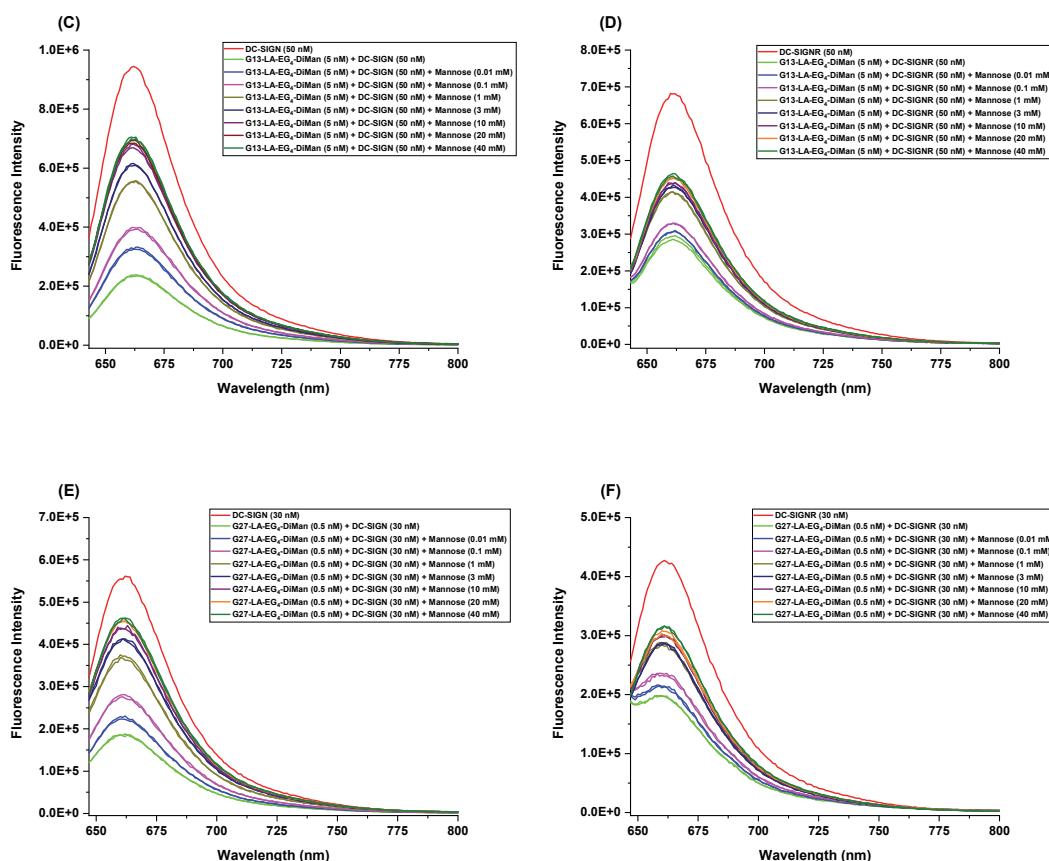 (C)
1.0E+6
8.0E+5
6.0E+5
4.0E+5
2.0E+5
0.0E+0
Fluorescence Intensity
DC-SIGN (50 nM)
G13-LA-EG4-DiMan (5 nM) + DC-SIGN (50 nM)
G13-LA-EG4-DiMan (5 nM) + DC-SIGN (50 nM) + Mannose (0.01 mM)
G13-LA-EG4-DiMan (5 nM) + DC-SIGN (50 nM) + Mannose (0.1 mM)
G13-LA-EG4-DiMan (5 nM) + DC-SIGN (50 nM) + Mannose (1 mM)
G13-LA-EG4-DiMan (5 nM) + DC-SIGN (50 nM) + Mannose (3 mM)
G13-LA-EG4-DiMan (5 nM) + DC-SIGN (50 nM) + Mannose (10 mM)
G13-LA-EG4-DiMan (5 nM) + DC-SIGN (50 nM) + Mannose (20 mM)
G13-LA-EG4-DiMan (5 nM) + DC-SIGN (50 nM) + Mannose (40 mM)
650 675 700 725 750 775 800
Wavelength (nm)
(D)
8.0E+5
7.0E+5
6.0E+5
5.0E+5
4.0E+5
3.0E+5
2.0E+5
1.0E+5
0.0E+0
Fluorescence Intensity
DC-SIGNR (50 nM)
G13-LA-EG4-DiMan (5 nM) + DC-SIGNR (50 nM)
G13-LA-EG4-DiMan (5 nM) + DC-SIGNR (50 nM) + Mannose (0.01 mM)
G13-LA-EG4-DiMan (5 nM) + DC-SIGNR (50 nM) + Mannose (0.1 mM)
G13-LA-EG4-DiMan (5 nM) + DC-SIGNR (50 nM) + Mannose (1 mM)
G13-LA-EG4-DiMan (5 nM) + DC-SIGNR (50 nM) + Mannose (3 mM)
G13-LA-EG4-DiMan (5 nM) + DC-SIGNR (50 nM) + Mannose (10 mM)
G13-LA-EG4-DiMan (5 nM) + DC-SIGNR (50 nM) + Mannose (20 mM)
G13-LA-EG4-DiMan (5 nM) + DC-SIGNR (50 nM) + Mannose (40 mM)
650 675 700 725 750 775 800
Wavelength (nm)
(E)
7.0E+5
6.0E+5
5.0E+5
4.0E+5
3.0E+5
2.0E+5
1.0E+5
0.0E+0
Fluorescence Intensity
DC-SIGN (30 nM)
G27-LA-EG4-DiMan (0.5 nM) + DC-SIGN (30 nM)
G27-LA-EG4-DiMan (0.5 nM) + DC-SIGN (30 nM) + Mannose (0.01 mM)
G27-LA-EG4-DiMan (0.5 nM) + DC-SIGN (30 nM) + Mannose (0.1 mM)
G27-LA-EG4-DiMan (0.5 nM) + DC-SIGN (30 nM) + Mannose (1 mM)
G27-LA-EG4-DiMan (0.5 nM) + DC-SIGN (30 nM) + Mannose (3 mM)
G27-LA-EG4-DiMan (0.5 nM) + DC-SIGN (30 nM) + Mannose (10 mM)
G27-LA-EG4-DiMan (0.5 nM) + DC-SIGN (30 nM) + Mannose (20 mM)
G27-LA-EG4-DiMan (0.5 nM) + DC-SIGN (30 nM) + Mannose (40 mM)
650 675 700 725 750 775 800
Wavelength (nm)
(F)
5.0E+5
4.0E+5
3.0E+5
2.0E+5
1.0E+5
0.0E+0
Fluorescence Intensity
DC-SIGNR (30 nM)
G27-LA-EG4-DiMan (0.5 nM) + DC-SIGNR (30 nM)
G27-LA-EG4-DiMan (0.5 nM) + DC-SIGNR (30 nM) + Mannose (0.01 mM)
G27-LA-EG4-DiMan (0.5 nM) + DC-SIGNR (30 nM) + Mannose (0.1 mM)
G27-LA-EG4-DiMan (0.5 nM) + DC-SIGNR (30 nM) + Mannose (1 mM)
G27-LA-EG4-DiMan (0.5 nM) + DC-SIGNR (30 nM) + Mannose (3 mM)
G27-LA-EG4-DiMan (0.5 nM) + DC-SIGNR (30 nM) + Mannose (10 mM)
G27-LA-EG4-DiMan (0.5 nM) + DC-SIGNR (30 nM) + Mannose (20 mM)
G27-LA-EG4-DiMan (0.5 nM) + DC-SIGNR (30 nM) + Mannose (40 mM)
650 675 700 725 750 775 800
Wavelength (nm)